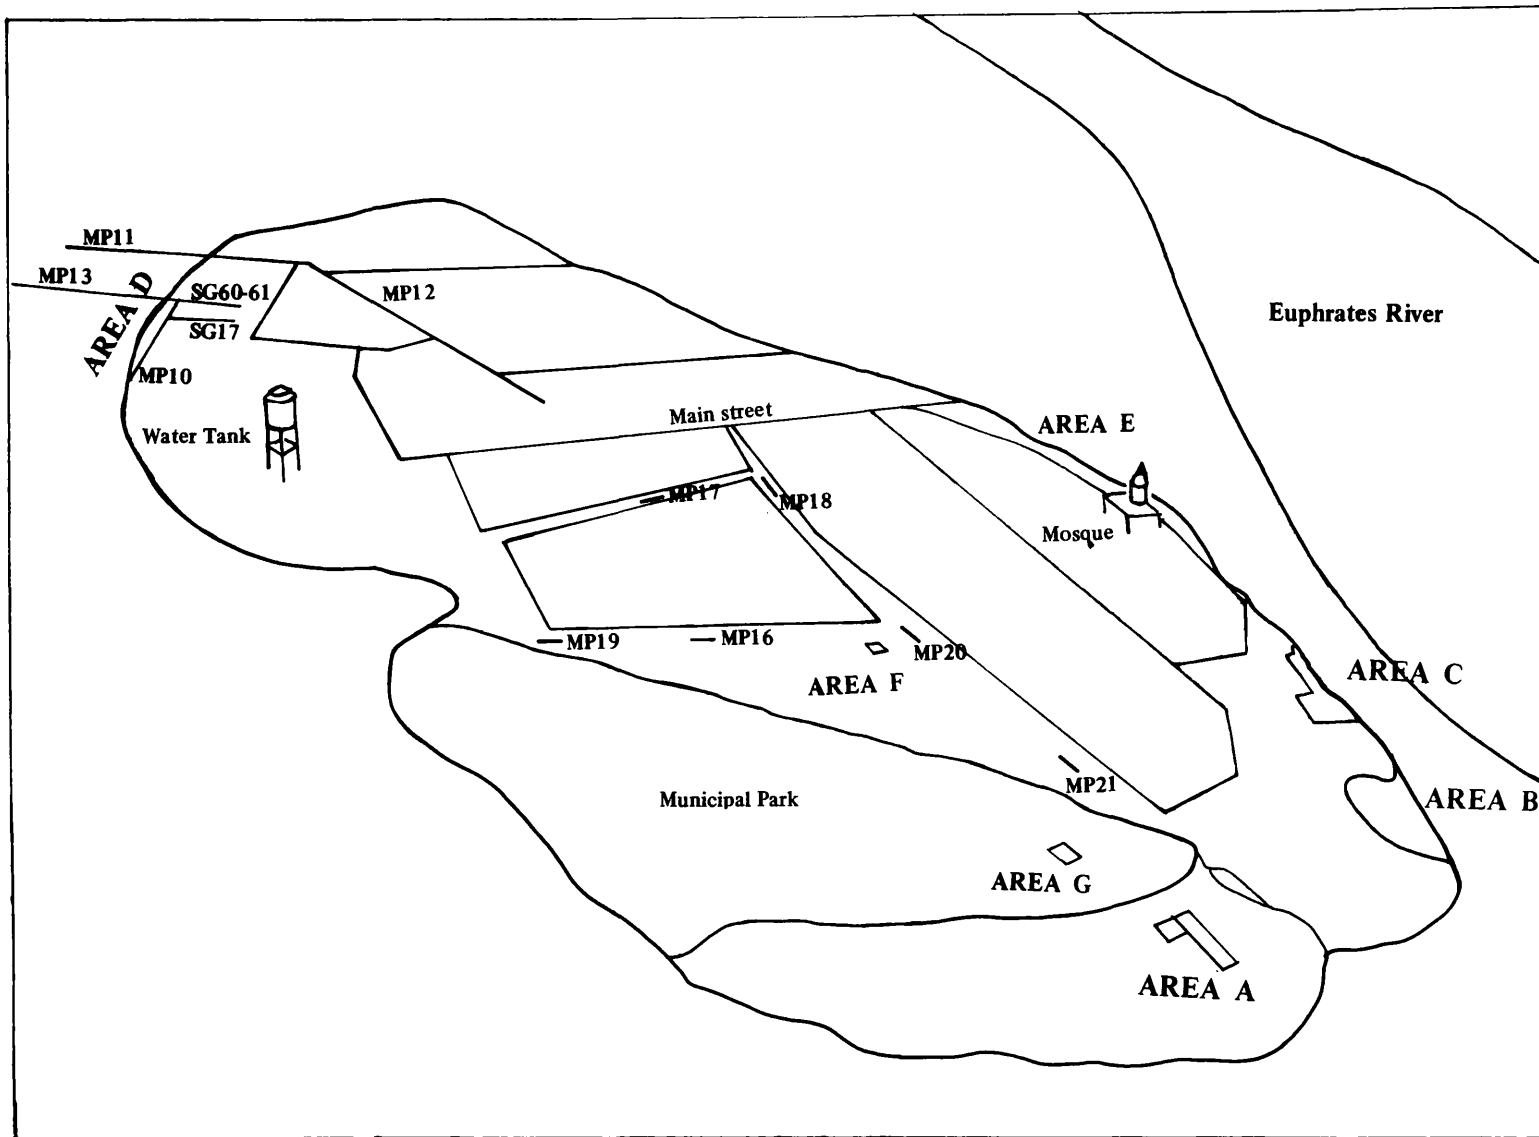 MP11
MP13
AREA D
SG60-61
MP12
SG17
MP10
Euphrates River
Main street
AREA E
Water Tank
MP17
MP18
Mosque
MP19
MP16
MP20
AREA F
AREA C
MP21
Municipal Park
AREA B
AREA G
AREA A